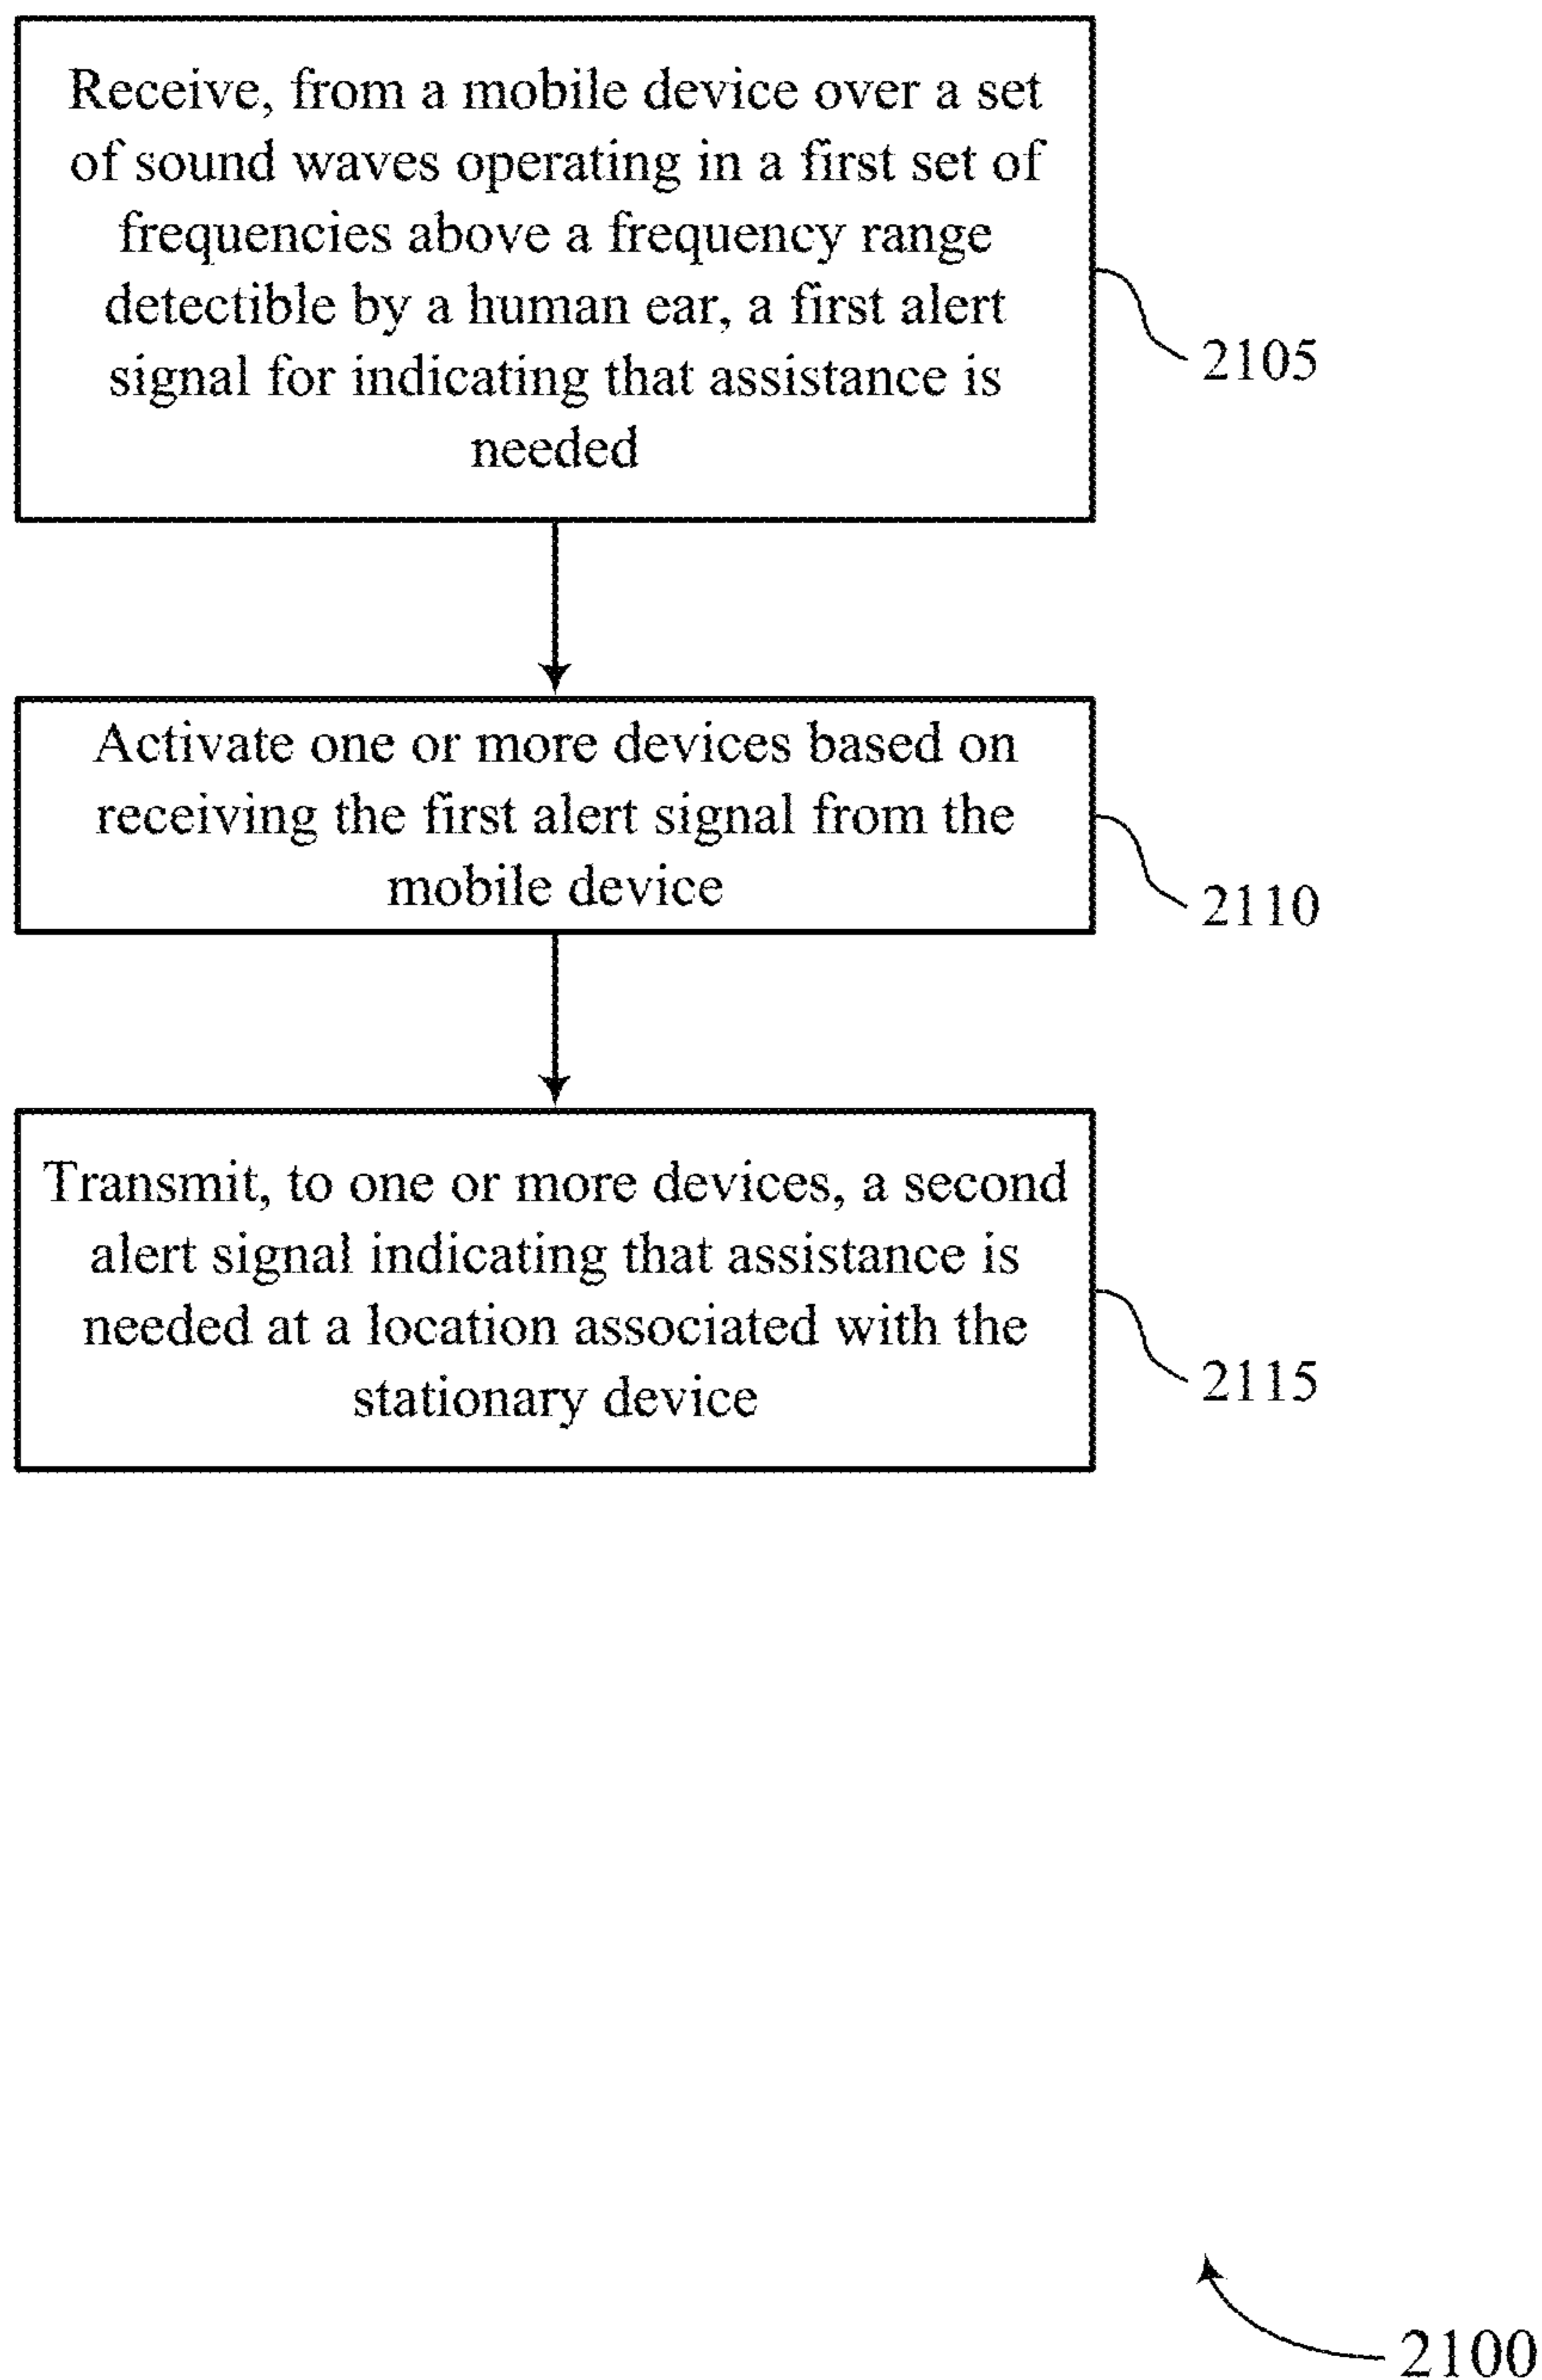 Receive, from a mobile device over a set
of sound waves operating in a first set of
frequencies above a frequency range
detectible by a human ear, a first alert
signal for indicating that assistance is
needed
2105
Activate one or more devices based on
receiving the first alert signal from the
mobile device
2110
Transmit, to one or more devices, a second
alert signal indicating that assistance is
needed at a location associated with the
stationary device
2115
2100